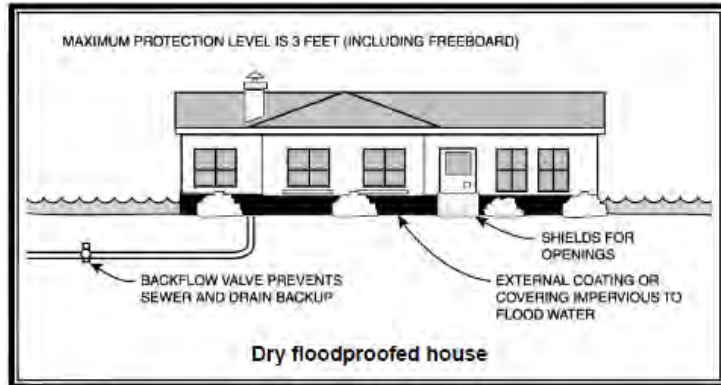 MAXIMUM PROTECTION LEVEL IS 3 FEET (INCLUDING FREEBOARD)
SHIELDS FOR
OPENINGS
BACKFLOW VALVE PREVENTS
SEWER AND DRAIN BACKUP
EXTERNAL COATING OR
COVERING IMPERVIOUS TO
FLOOD WATER
Dry floodproofed house